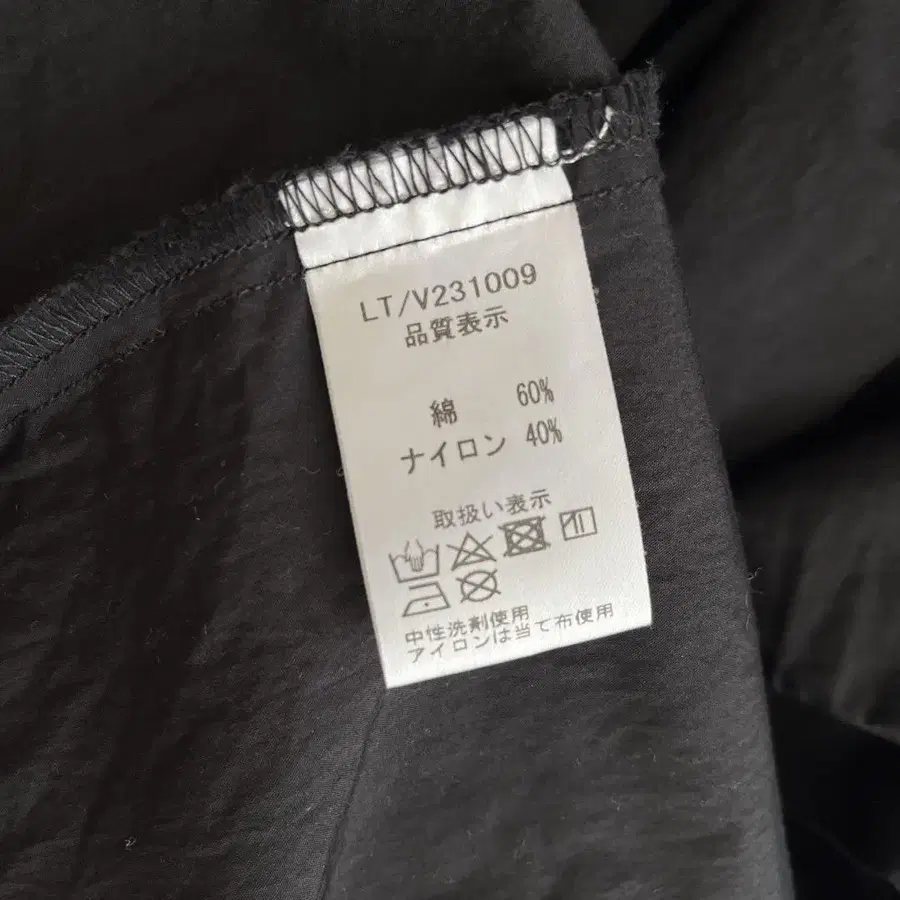 LT/V231009
品質表示
綿 60%
ナイロン 40%
取扱い表示
中性洗剤使用
アイロンは当て布使用